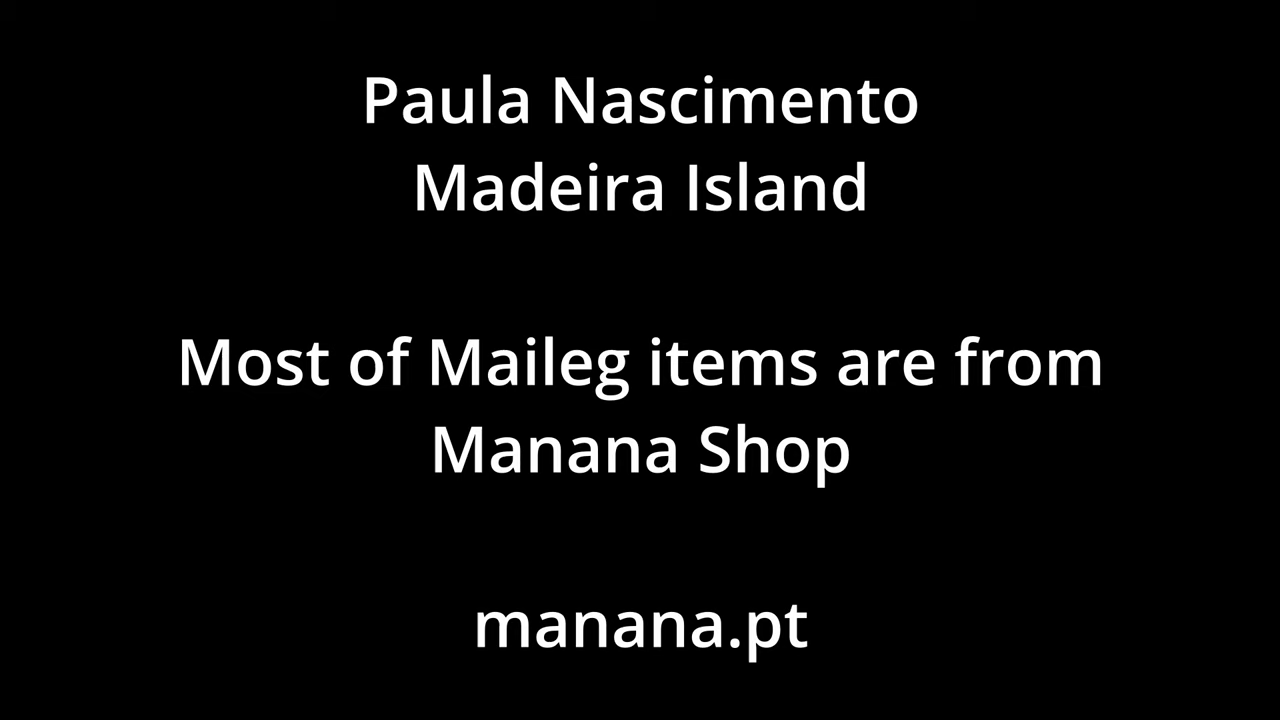 Paula Nascimento
Madeira Island
Most of Maileg items are from
Manana Shop
manana.pt